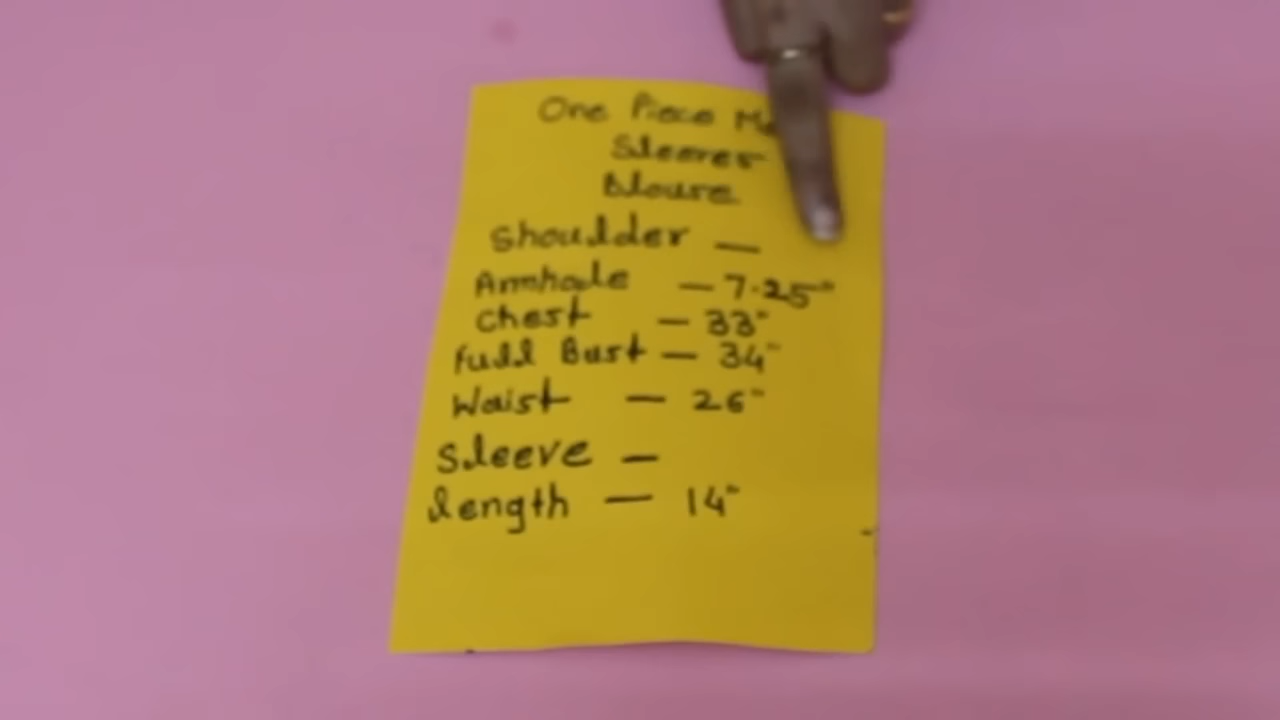 One Piece
Sleeves
Blouse
Shoulder —
Armhole — 7.25"
Chest — 33"
Full Bust — 34"
Waist — 26"
Sleeve —
length — 14"